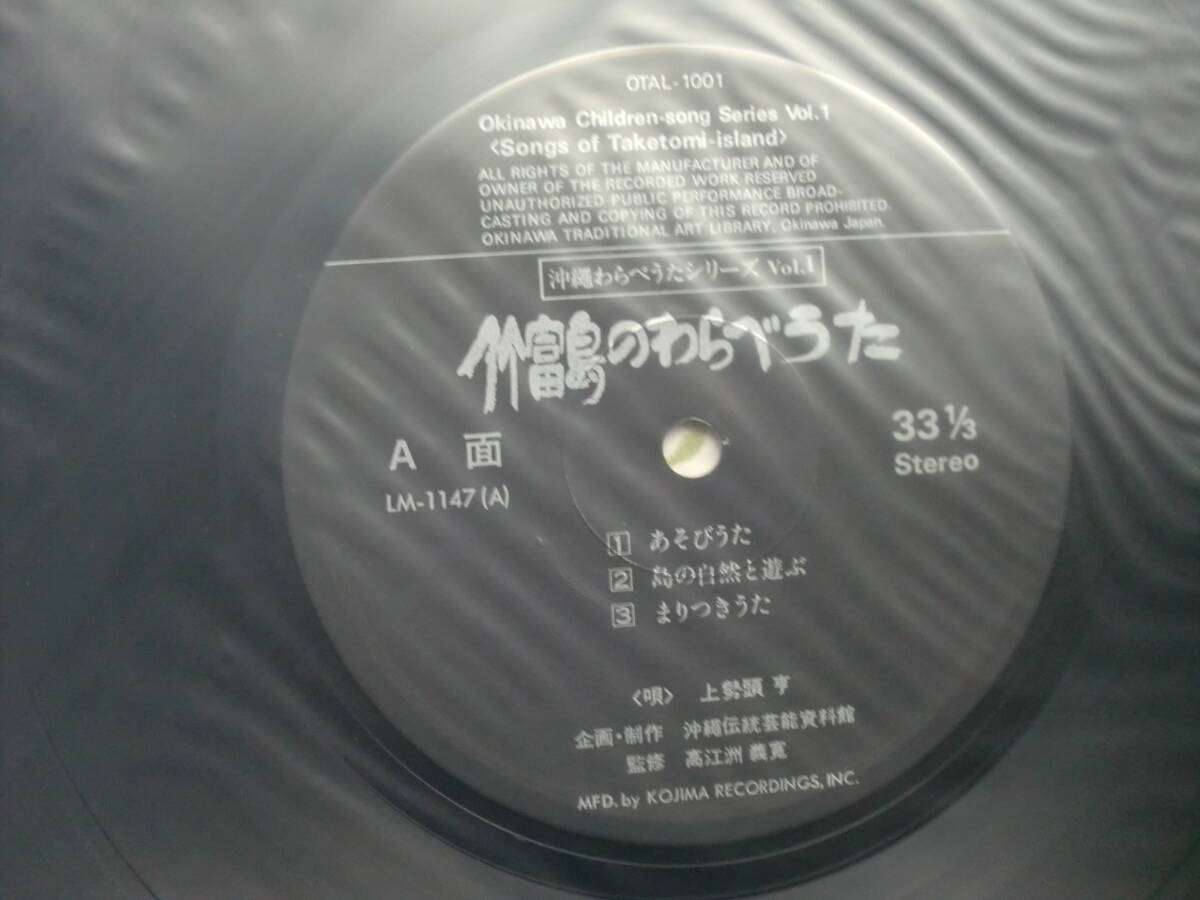 OTAL-1001
Okinawa Children-song Series Vol.1
<Songs of Taketomi-island>
ALL RIGHTS OF THE MANUFACTURER AND OF
OWNER OF THE RECORDED WORK RESERVED
UNAUTHORIZED PUBLIC PERFORMANCE BROAD-
CASTING AND COPYING OF THIS RECORD PROHIBITED.
OKINAWA TRADITIONAL ART LIBRARY, Okinawa Japan.
沖縄わらべうたシリーズ Vol.1
竹富島のわらべうた
A 面
LM-1147(A)
33 1/3
Stereo
1 あそびうた
2 島の自然と遊ぶ
3 まりつきうた
〈唄〉 上勢頭 亨
企画・制作 沖縄伝統芸能資料館
監修 高江洲 義寛
MFD. by KOJIMA RECORDINGS, INC.